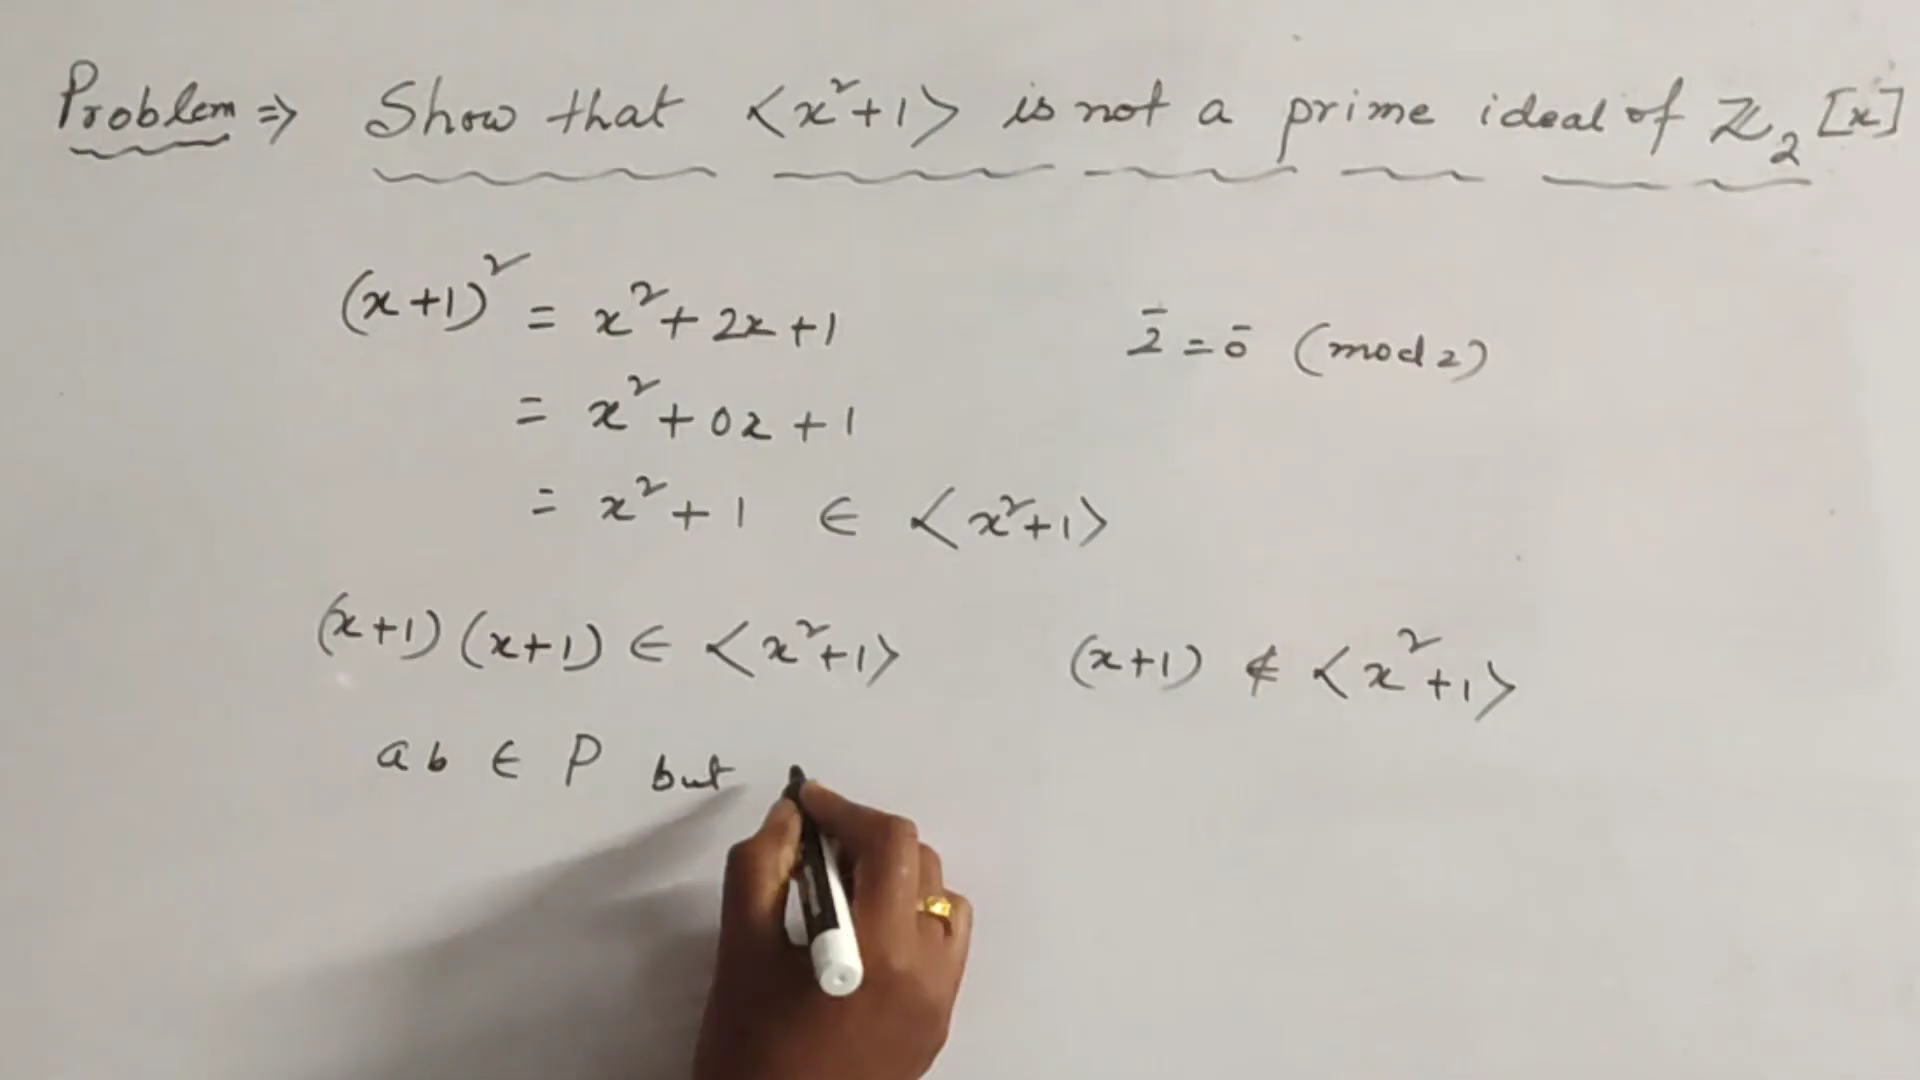 Problem ⇒ Show that <x²+1> is not a prime ideal of ℤ₂[x]
(x+1)² = x² + 2x + 1
2̄ = 0̄ (mod 2)
= x² + 0x + 1
= x² + 1 ∈ <x²+1>
(x+1)(x+1) ∈ <x²+1> (x+1) ∉ <x²+1>
ab ∈ P but